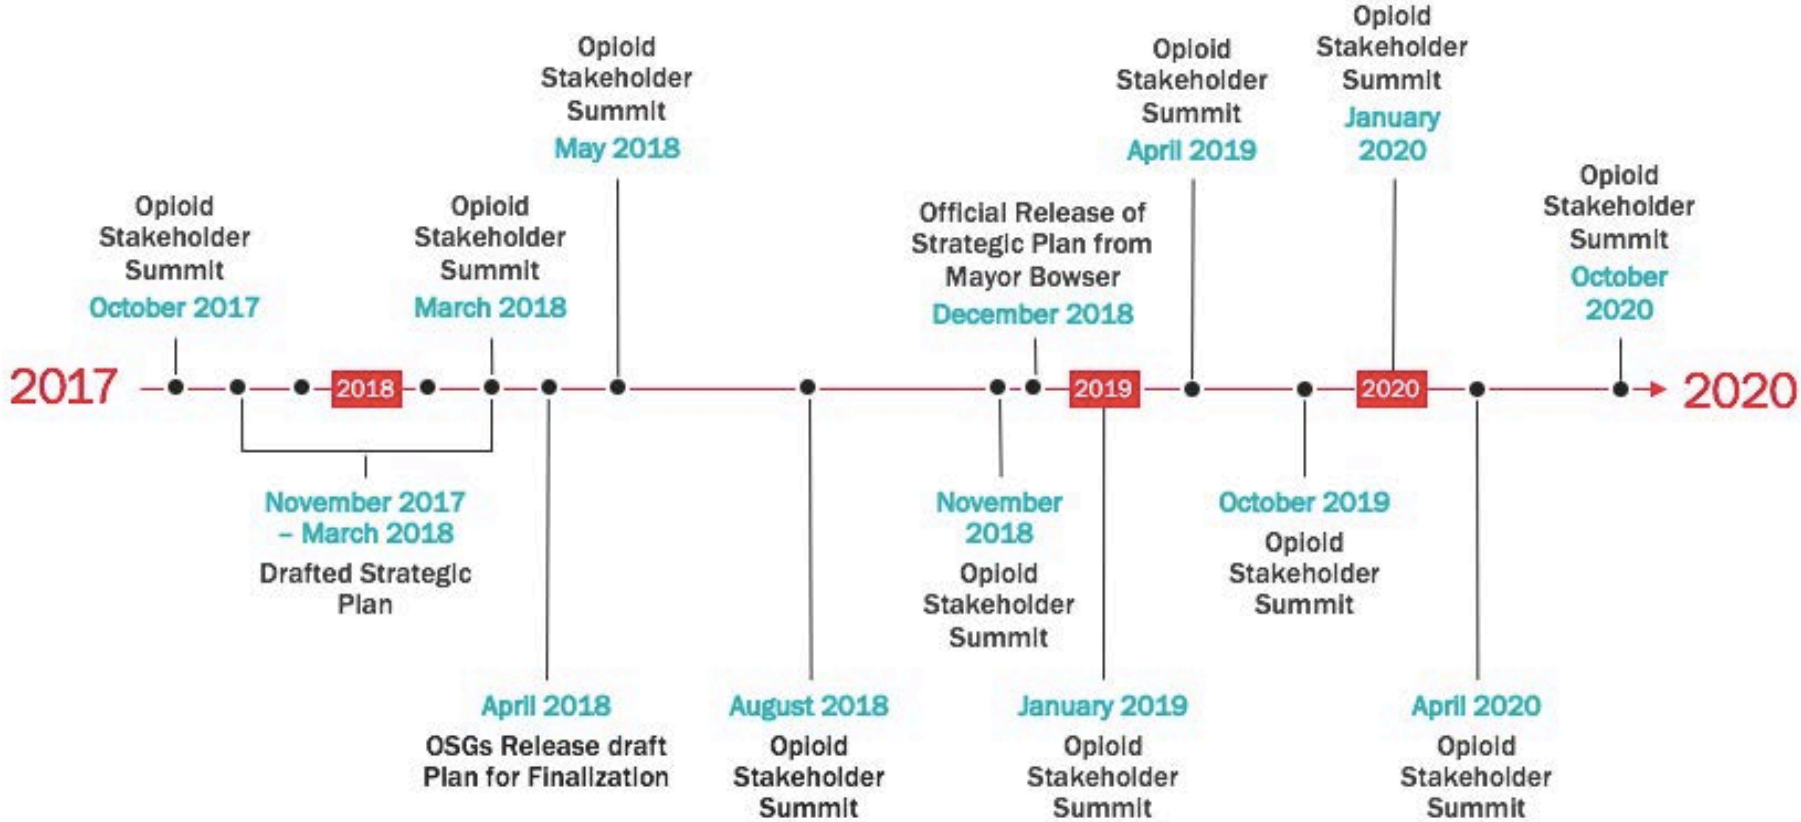 Opioid
Stakeholder
Summit
October 2017
Opioid
Stakeholder
Summit
March 2018
Opioid
Stakeholder
Summit
May 2018
Official Release of
Strategic Plan from
Mayor Bowser
December 2018
Opioid
Stakeholder
Summit
April 2019
Opioid
Stakeholder
Summit
January
2020
Opioid
Stakeholder
Summit
October
2020
2017
2018
2019
2020
2020
November 2017
– March 2018
Drafted Strategic
Plan
April 2018
OSGs Release draft
Plan for Finalization
August 2018
Opioid
Stakeholder
Summit
November
2018
Opioid
Stakeholder
Summit
January 2019
Opioid
Stakeholder
Summit
October 2019
Opioid
Stakeholder
Summit
April 2020
Opioid
Stakeholder
Summit